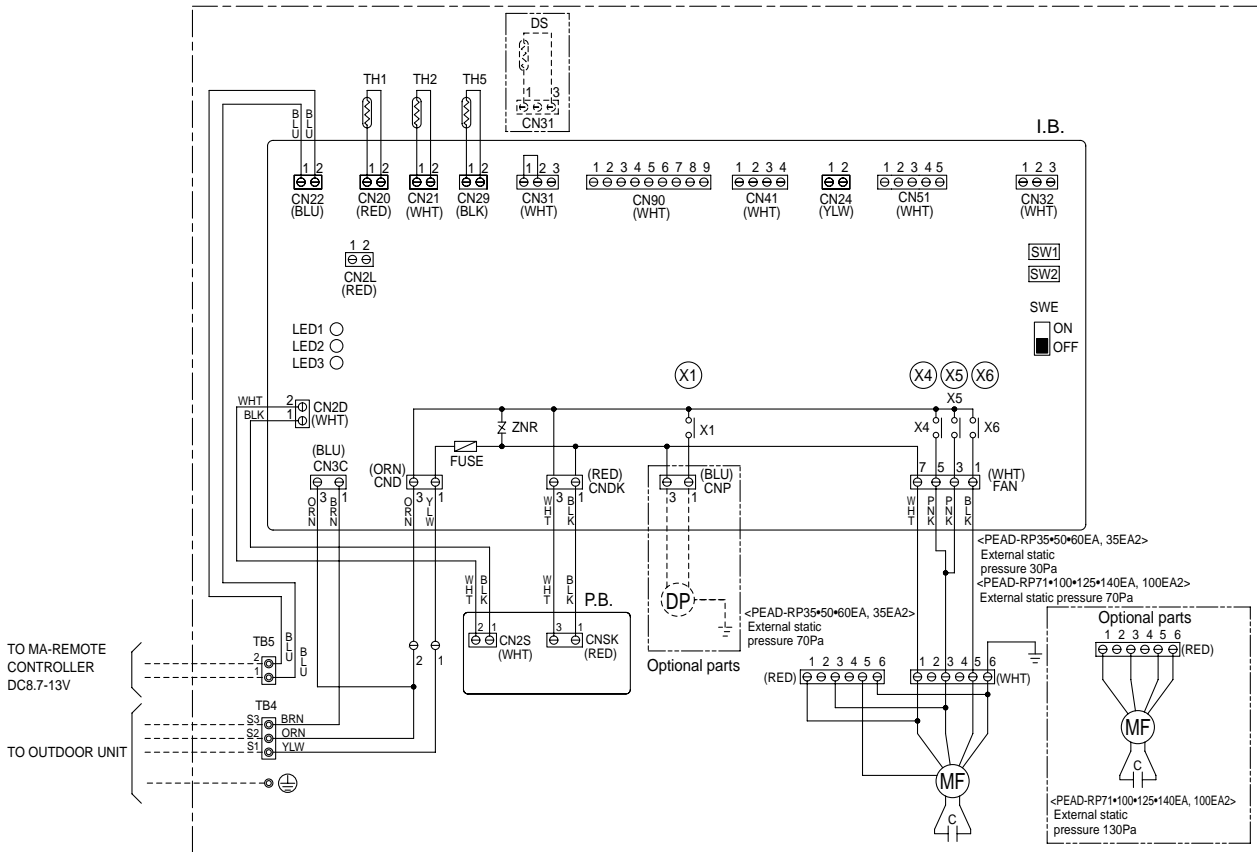 DS
1 3
CN31
TH1 TH2 TH5
I.B.
BLU BLU
1 2
CN22
(BLU)
1 2
CN20
(RED)
1 2
CN21
(WHT)
1 2
CN29
(BLK)
1 2 3
CN31
(WHT)
1 2 3 4 5 6 7 8 9
CN90
(WHT)
1 2 3 4
CN41
(WHT)
1 2
CN24
(YLW)
1 2 3 4 5
CN51
(WHT)
1 2 3
CN32
(WHT)
1 2
CN2L
(RED)
SW1
SW2
SWE
ON
OFF
LED1
LED2
LED3
X1 X4 X5 X6
X5
WHT 2 CN2D
BLK 1 (WHT)
ZNR
X1
X4 X6
FUSE
(BLU)
CN3C
3 1
ORN BRN
(ORN)
CND
3 1
ORN YLW
(RED)
CNDK
3 1
WHT BLK
(BLU)
CNP
3 1
7 5 3 1
(WHT)
FAN
WHT PNK PNK BLK
<PEAD-RP35•50•60EA, 35EA2>
External static
pressure 30Pa
<PEAD-RP71•100•125•140EA, 100EA2>
External static pressure 70Pa
WHT BLK
WHT BLK
P.B.
2 1
CN2S
(WHT)
3 1
CNSK
(RED)
DP
Optional parts
<PEAD-RP35•50•60EA, 35EA2>
External static
pressure 70Pa
Optional parts
1 2 3 4 5 6
(RED)
MF
C
<PEAD-RP71•100•125•140EA, 100EA2>
External static
pressure 130Pa
1 2 3 4 5 6
(RED)
1 2 3 4 5 6
(WHT)
MF
C
2 1
TO MA-REMOTE
CONTROLLER
DC8.7-13V
TB5
2
1
BLU BLU
TB4
S3 BRN
S2 ORN
S1 YLW
TO OUTDOOR UNIT